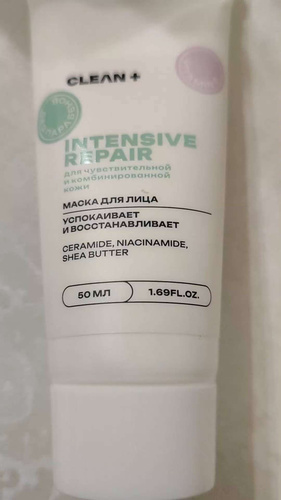 CLEAN +
INTENSIVE
REPAIR
для чувствительной
и комбинированной
кожи
МАСКА ДЛЯ ЛИЦА
УСПОКАИВАЕТ
И ВОССТАНАВЛИВАЕТ
CERAMIDE, NIACINAMIDE,
SHEA BUTTER
50 МЛ
1.69FL.OZ.